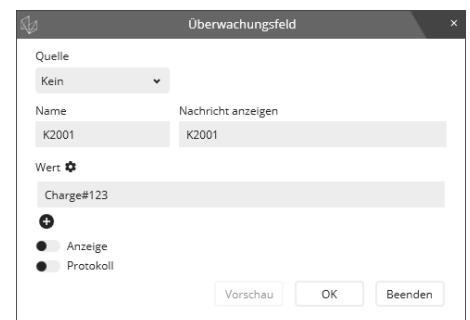 Überwachungsfeld
Quelle
Kein
Name Nachricht anzeigen
K2001 K2001
Wert
Charge#123
Anzeige
Protokoll
Vorschau OK Beenden